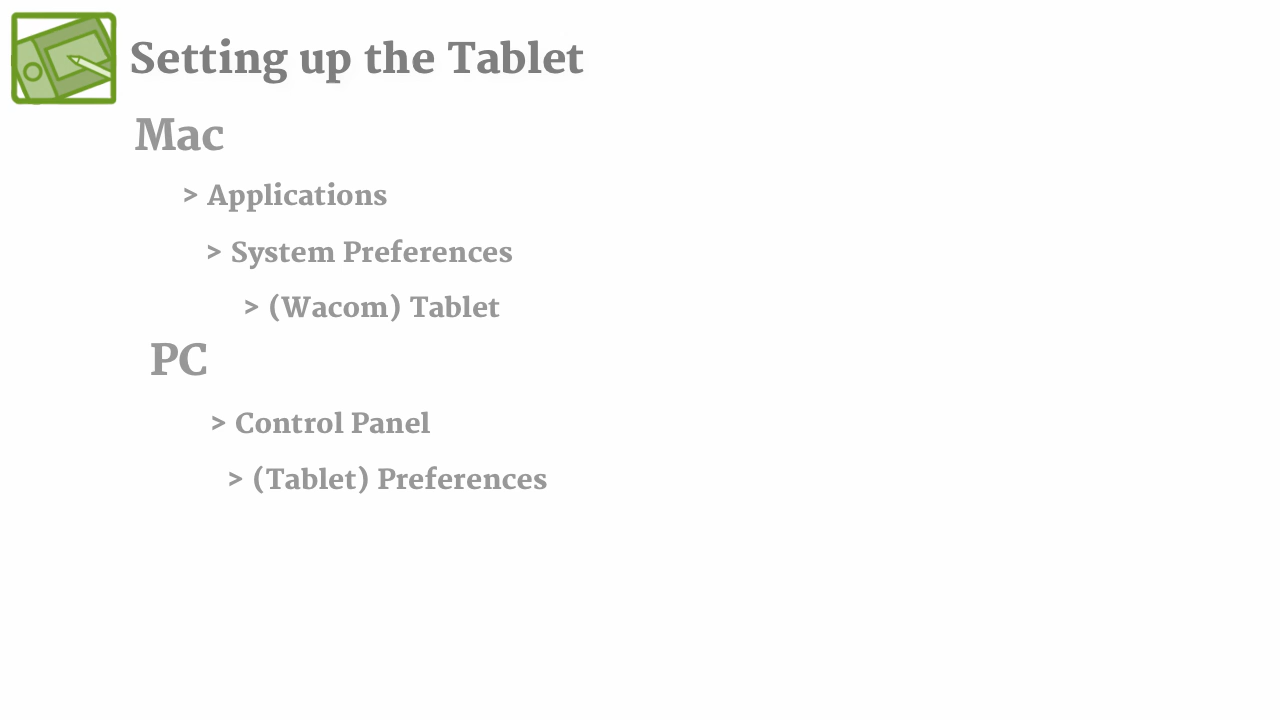 Setting up the Tablet
Mac
> Applications
> System Preferences
> (Wacom) Tablet
PC
> Control Panel
> (Tablet) Preferences